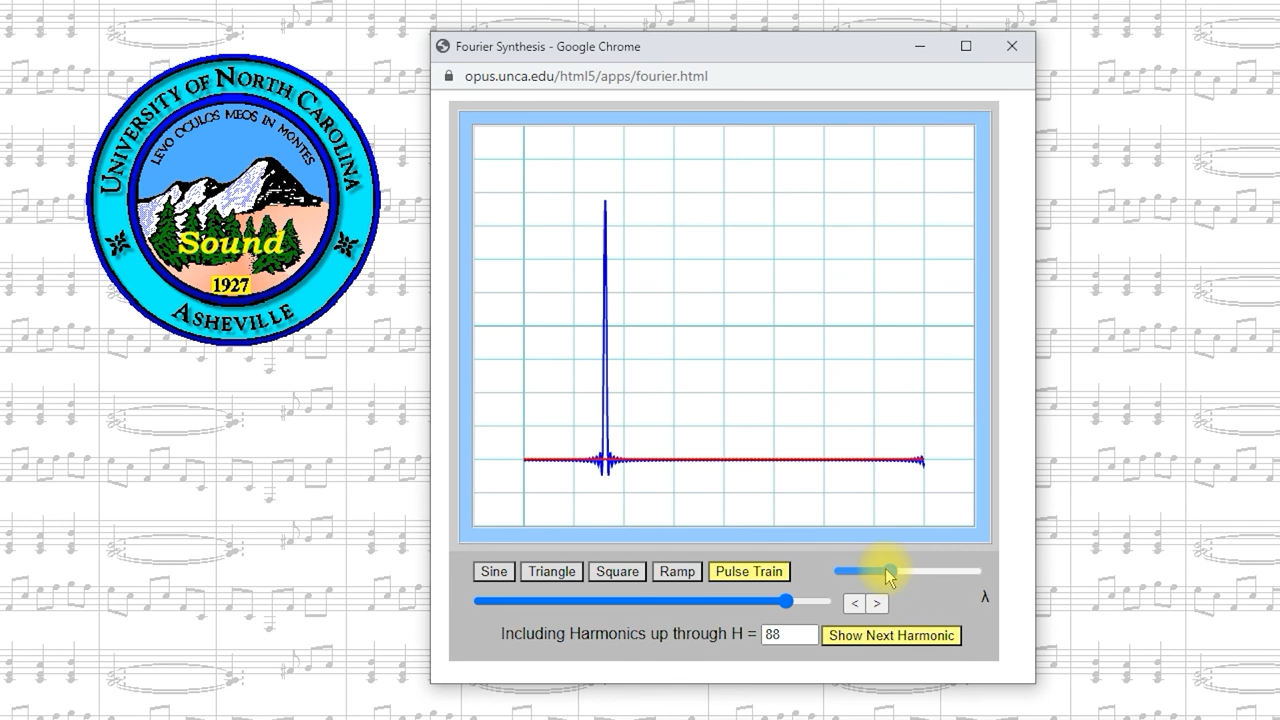 UNIVERSITY OF NORTH CAROLINA
LEVO OCULOS MEOS IN MONTES
Sound
1927
ASHEVILLE
Fourier Synthesis - Google Chrome
opus.unca.edu/html5/apps/fourier.html
Sine Triangle Square Ramp Pulse Train
< > λ
Including Harmonics up through H = 88 Show Next Harmonic